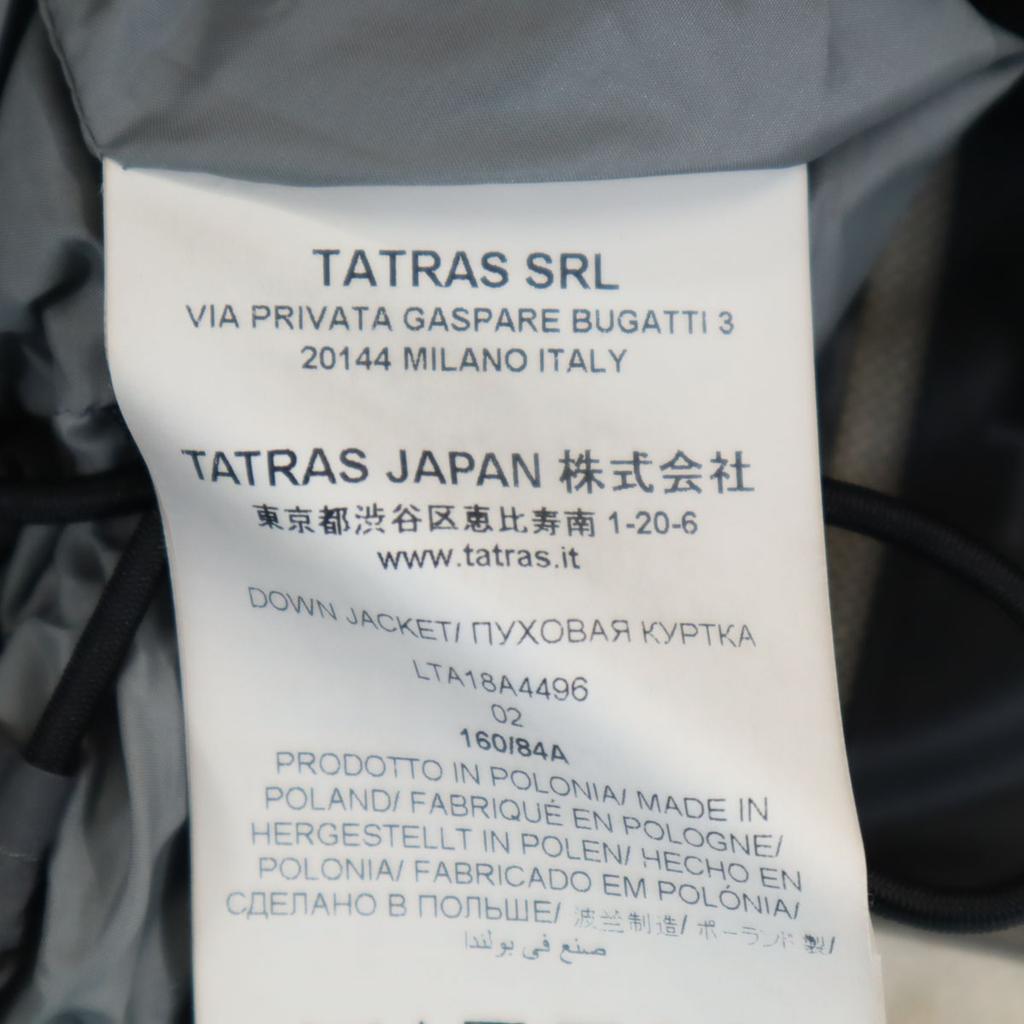 TATRAS SRL
VIA PRIVATA GASPARE BUGATTI 3
20144 MILANO ITALY
TATRAS JAPAN 株式会社
東京都渋谷区恵比寿南 1-20-6
www.tatras.it
DOWN JACKET/ ПУХОВАЯ КУРТКА
LTA18A4496
02
160/84A
PRODOTTO IN POLONIA/ MADE IN
POLAND/ FABRIQUÉ EN POLOGNE/
HERGESTELLT IN POLEN/ HECHO EN
POLONIA/ FABRICADO EM POLÓNIA/
СДЕЛАНО В ПОЛЬШЕ/ 波兰制造/ ポーランド製/
صنع في بولندا